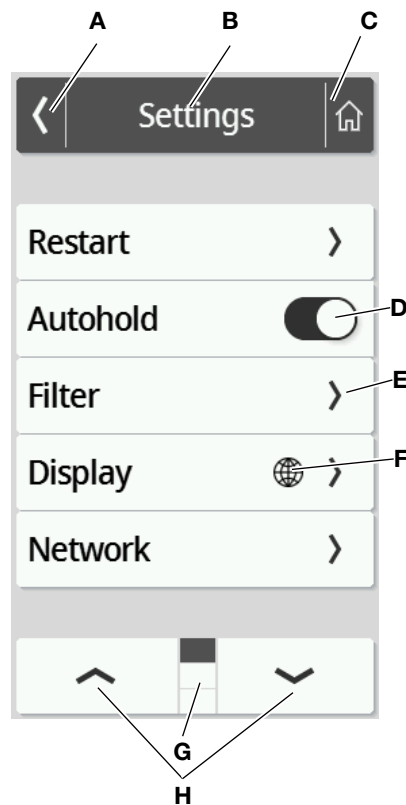 A B C
Settings
Restart
Autohold
D
Filter
E
Display
F
Network
G
H